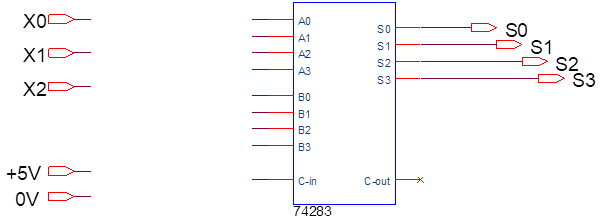 X0
X1
X2
+5V
0V
A0
A1
A2
A3
B0
B1
B2
B3
C-in
S0
S1
S2
S3
C-out
74283
S0
S1
S2
S3